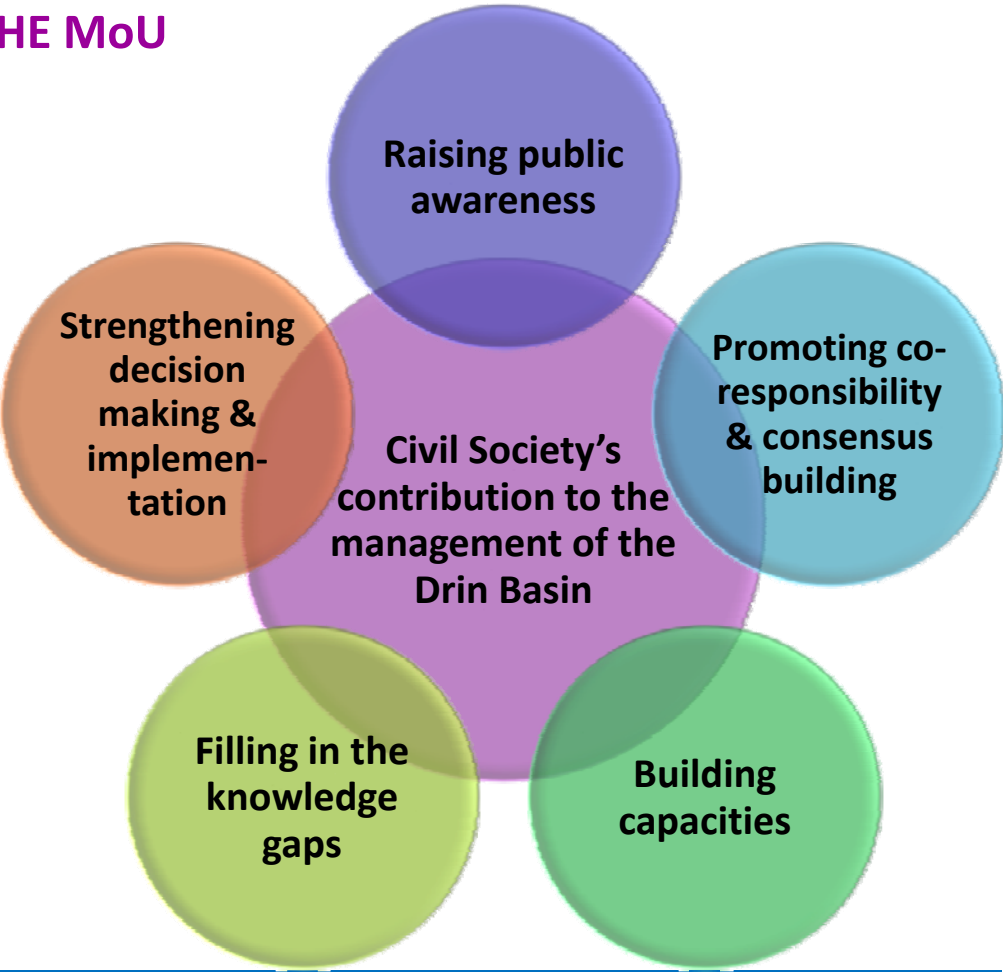 HE MoU
Raising public
awareness
Strengthening
decision
making &
implemen-
tation
Promoting co-
responsibility
& consensus
building
Civil Society’s
contribution to the
management of the
Drin Basin
Filling in the
knowledge
gaps
Building
capacities